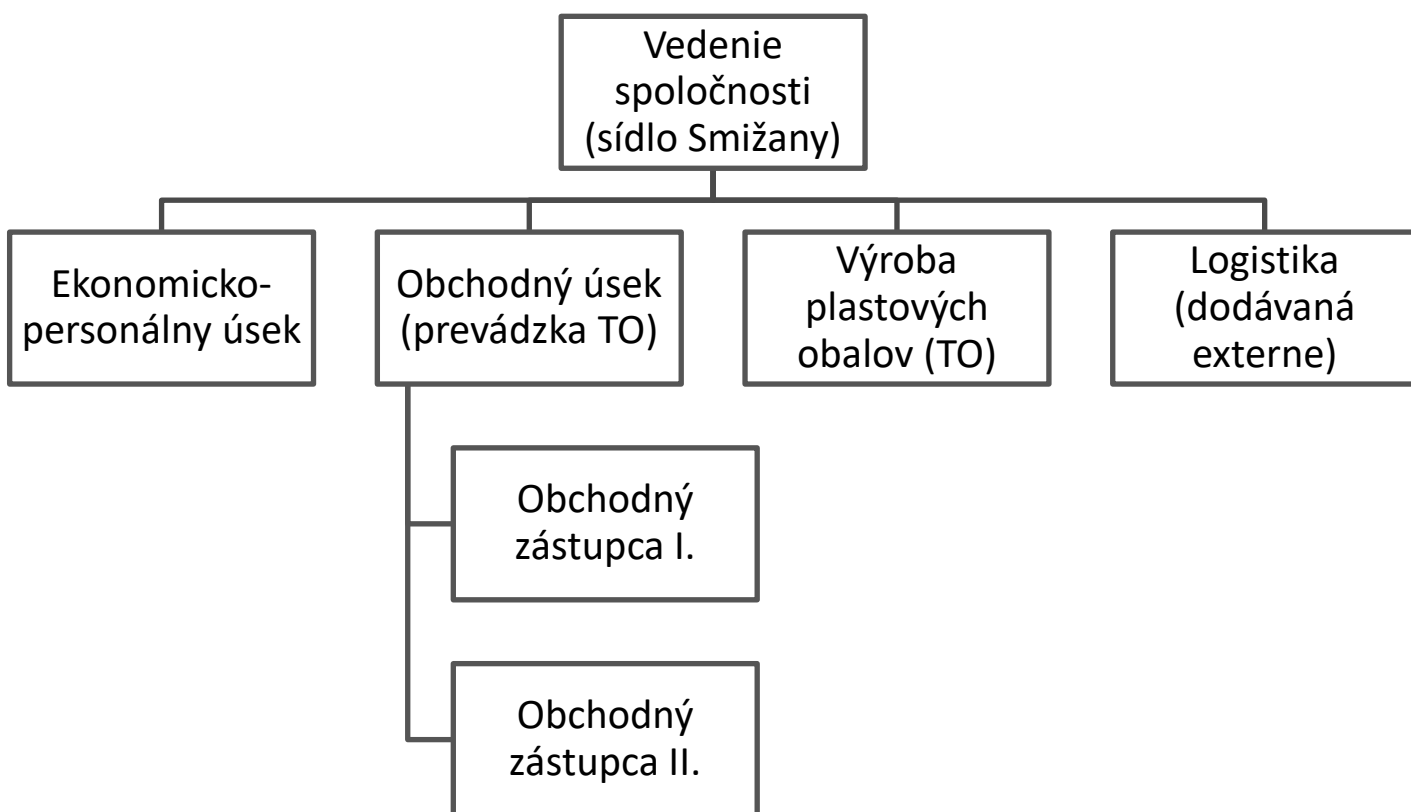 Vedenie
spoločnosti
(sídlo Smižany)
Ekonomicko-
personálny úsek
Obchodný úsek
(prevádzka TO)
Výroba
plastových
obalov (TO)
Logistika
(dodávaná
externe)
Obchodný
zástupca I.
Obchodný
zástupca II.